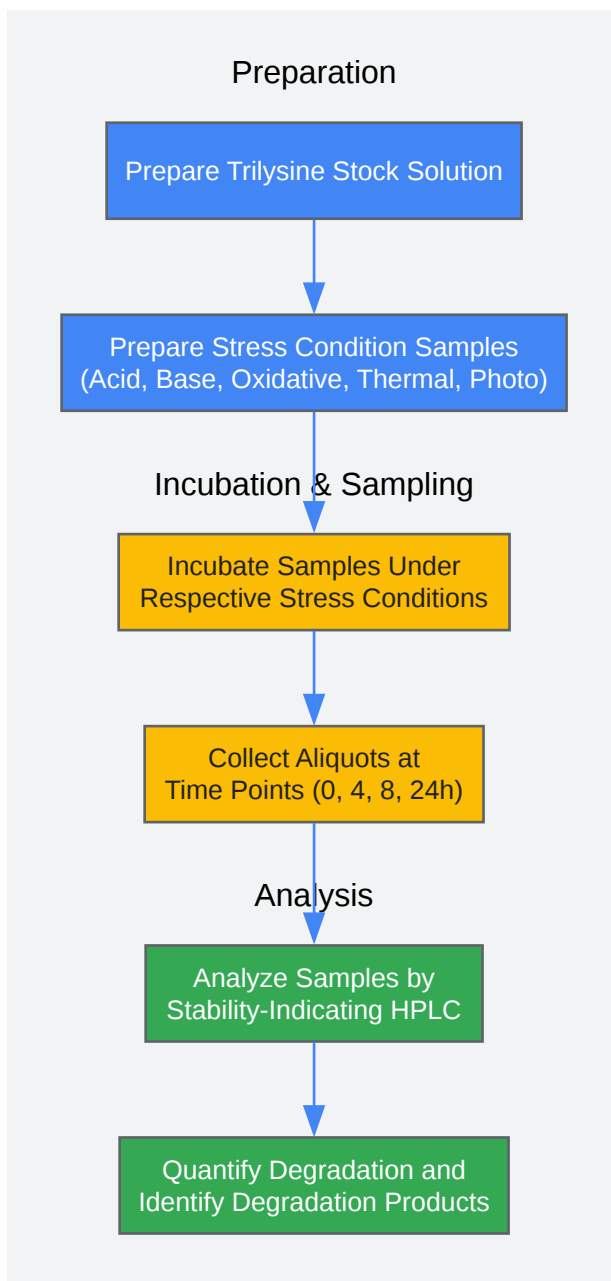 Preparation
Prepare Trilysine Stock Solution
Prepare Stress Condition Samples
(Acid, Base, Oxidative, Thermal, Photo)
Incubation & Sampling
Incubate Samples Under
Respective Stress Conditions
Collect Aliquots at
Time Points (0, 4, 8, 24h)
Analysis
Analyze Samples by
Stability-Indicating HPLC
Quantify Degradation and
Identify Degradation Products